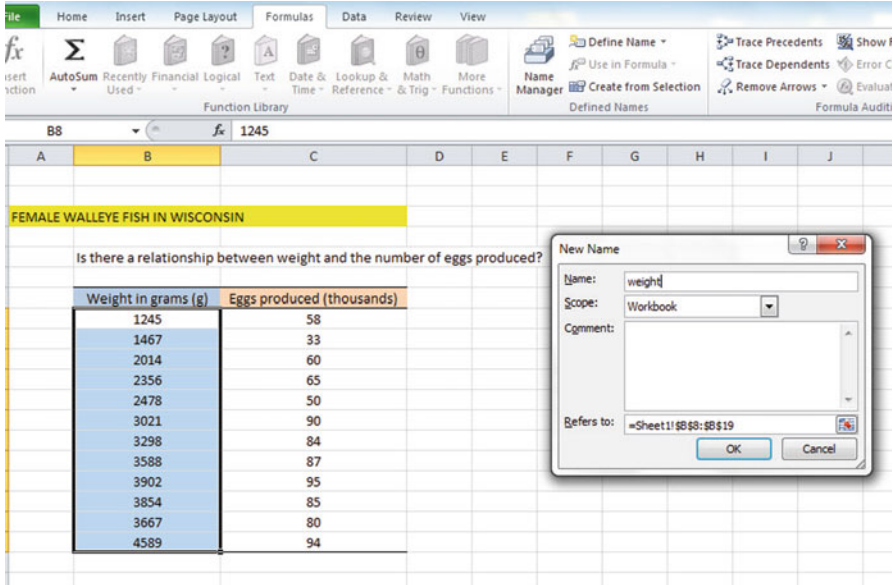 File Home Insert Page Layout Formulas Data Review View
fx Σ θ A ? Define Name Trace Precedents Show
AutoSum Recently Financial Logical Text Date & Lookup & Math More Name Use in Formula Trace Dependents Error
Used Time Reference & Trig Functions Manager Create from Selection Remove Arrows
Function Library Defined Names
B8 fx 1245
A B C D E F G H I J
FEMALE WALLEYE FISH IN WISCONSIN
Is there a relationship between weight and the number of eggs produced?
Weight in grams (g) Eggs produced (thousands)
1245 58
1467 33
2014 60
2356 65
2478 50
3021 90
3298 84
3588 87
3902 95
3854 85
3667 80
4589 94
New Name ? X
Name: weight
Scope: Workbook
Comment:
Refers to: =Sheet1!$B$8:$B$19
OK Cancel